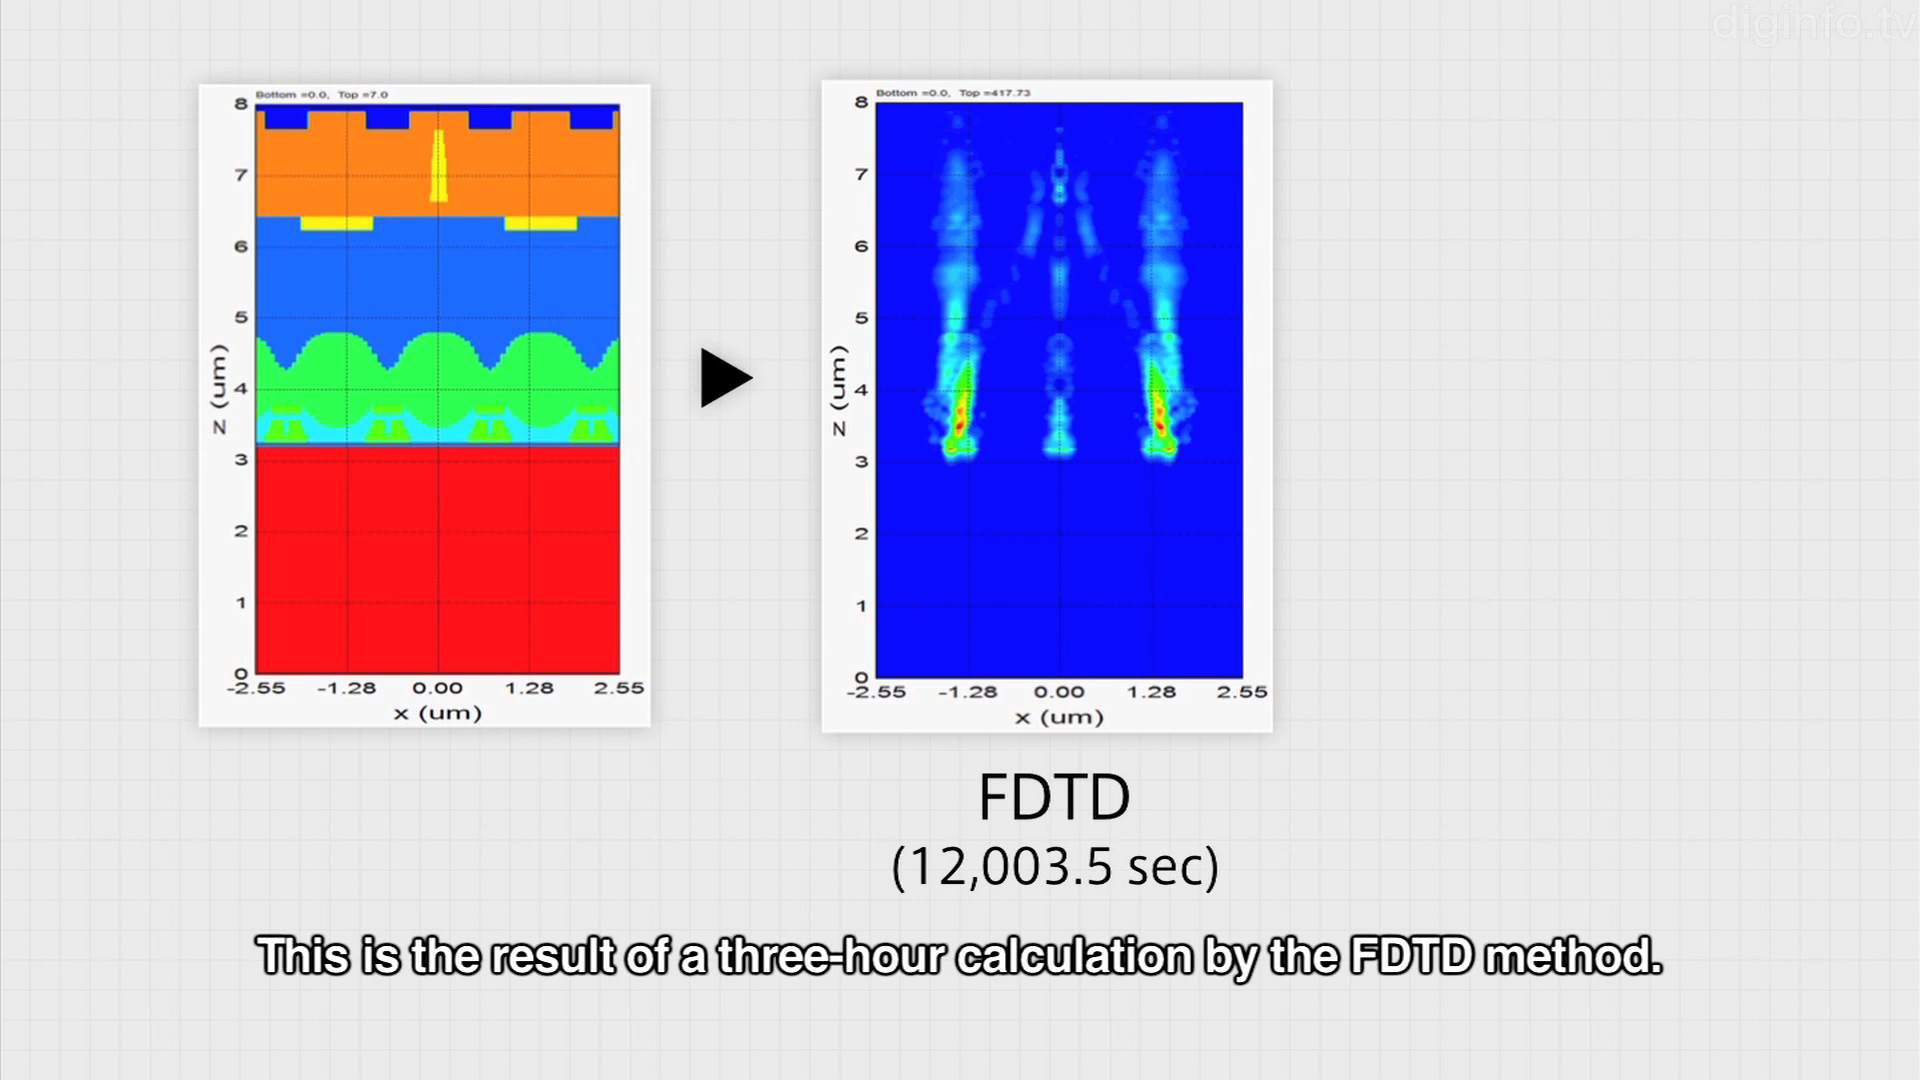 diginfo.tv
Bottom =0.0, Top =7.0
8
7
6
5
4
3
2
1
0
z (um)
-2.55 -1.28 0.00 1.28 2.55
x (um)
Bottom =0.0, Top =417.73
8
7
6
5
4
3
2
1
0
z (um)
-2.55 -1.28 0.00 1.28 2.55
x (um)
FDTD
(12,003.5 sec)
This is the result of a three-hour calculation by the FDTD method.